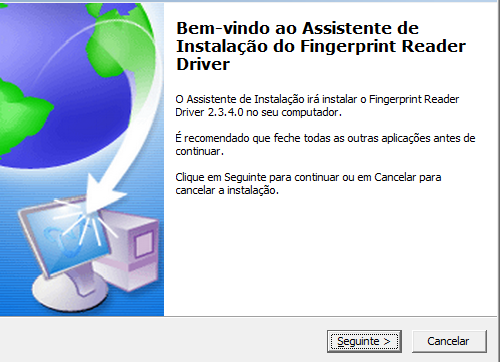 Bem-vindo ao Assistente de
Instalação do Fingerprint Reader
Driver
O Assistente de Instalação irá instalar o Fingerprint Reader
Driver 2.3.4.0 no seu computador.
É recomendado que feche todas as outras aplicações antes de
continuar.
Clique em Seguinte para continuar ou em Cancelar para
cancelar a instalação.
Seguinte >
Cancelar